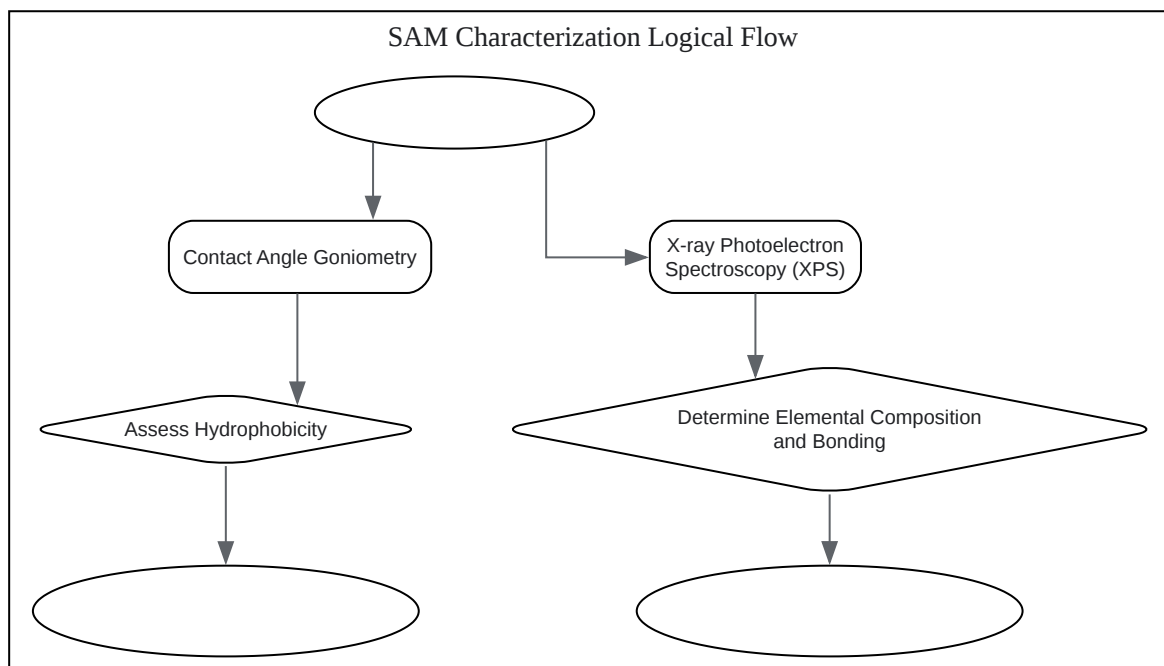 SAM Characterization Logical Flow
Contact Angle Goniometry
X-ray Photoelectron
Spectroscopy (XPS)
Assess Hydrophobicity
Determine Elemental Composition
and Bonding